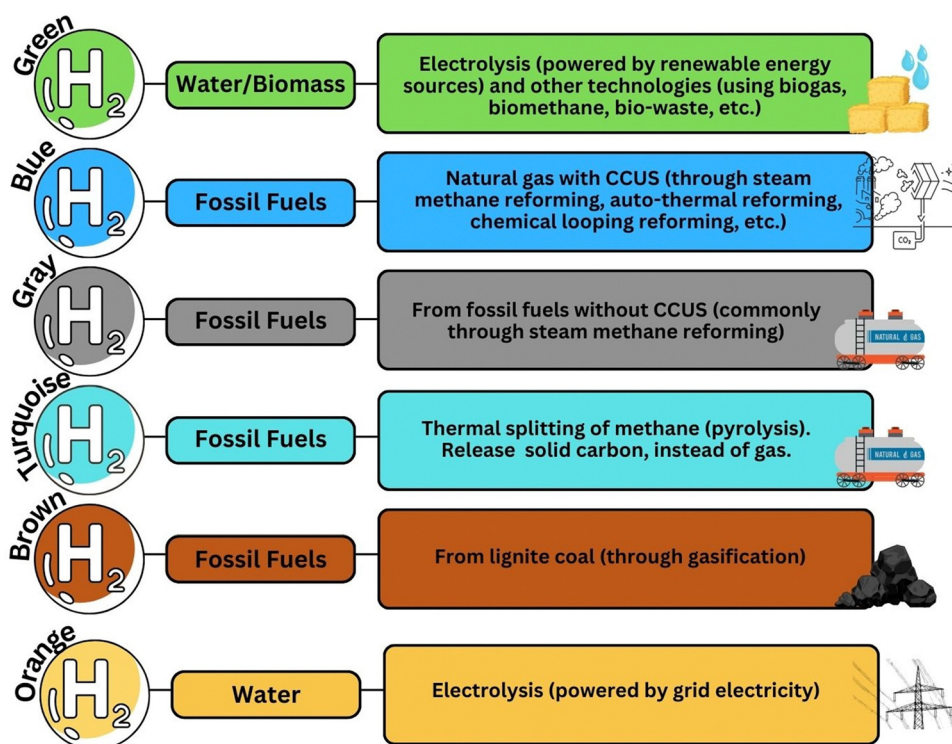 Green
H2
Water/Biomass
Electrolysis (powered by renewable energy
sources) and other technologies (using biogas,
biomethane, bio-waste, etc.)
Blue
H2
Fossil Fuels
Natural gas with CCUS (through steam
methane reforming, auto-thermal reforming,
chemical looping reforming, etc.)
CO₂
Gray
H2
Fossil Fuels
From fossil fuels without CCUS (commonly
through steam methane reforming)
NATURAL GAS
Turquoise
H2
Fossil Fuels
Thermal splitting of methane (pyrolysis).
Release solid carbon, instead of gas.
NATURAL GAS
Brown
H2
Fossil Fuels
From lignite coal (through gasification)
Orange
H2
Water
Electrolysis (powered by grid electricity)